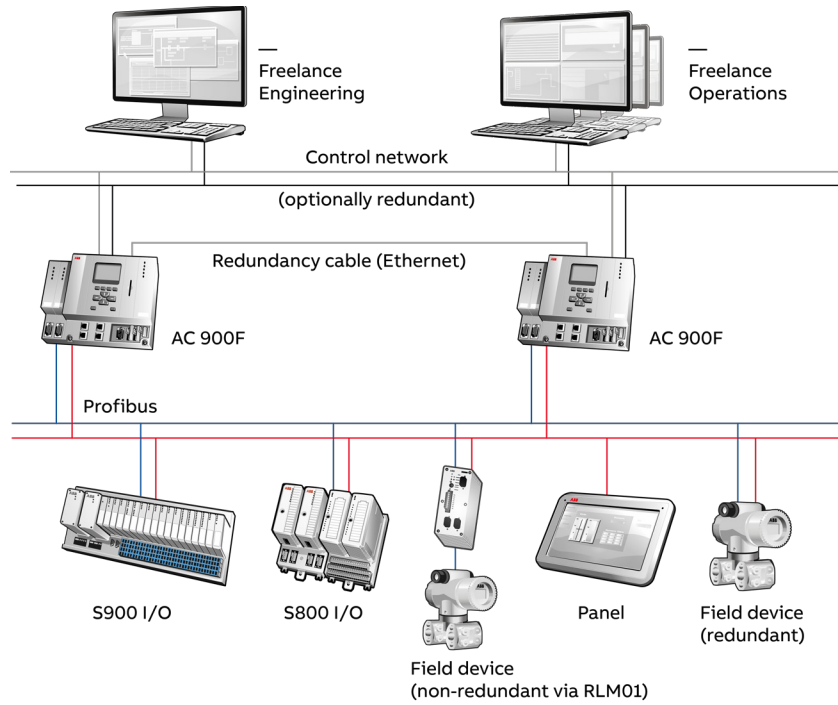 Freelance
Engineering
Freelance
Operations
Control network
(optionally redundant)
Redundancy cable (Ethernet)
AC 900F
AC 900F
Profibus
S900 I/O
S800 I/O
Panel
Field device
(redundant)
Field device
(non-redundant via RLM01)